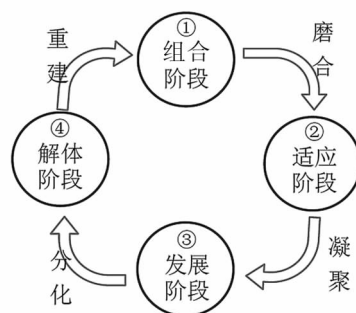 ①
组合
阶段
磨
合
②
适应
阶段
凝
聚
③
发展
阶段
分
化
④
解体
阶段
重
建